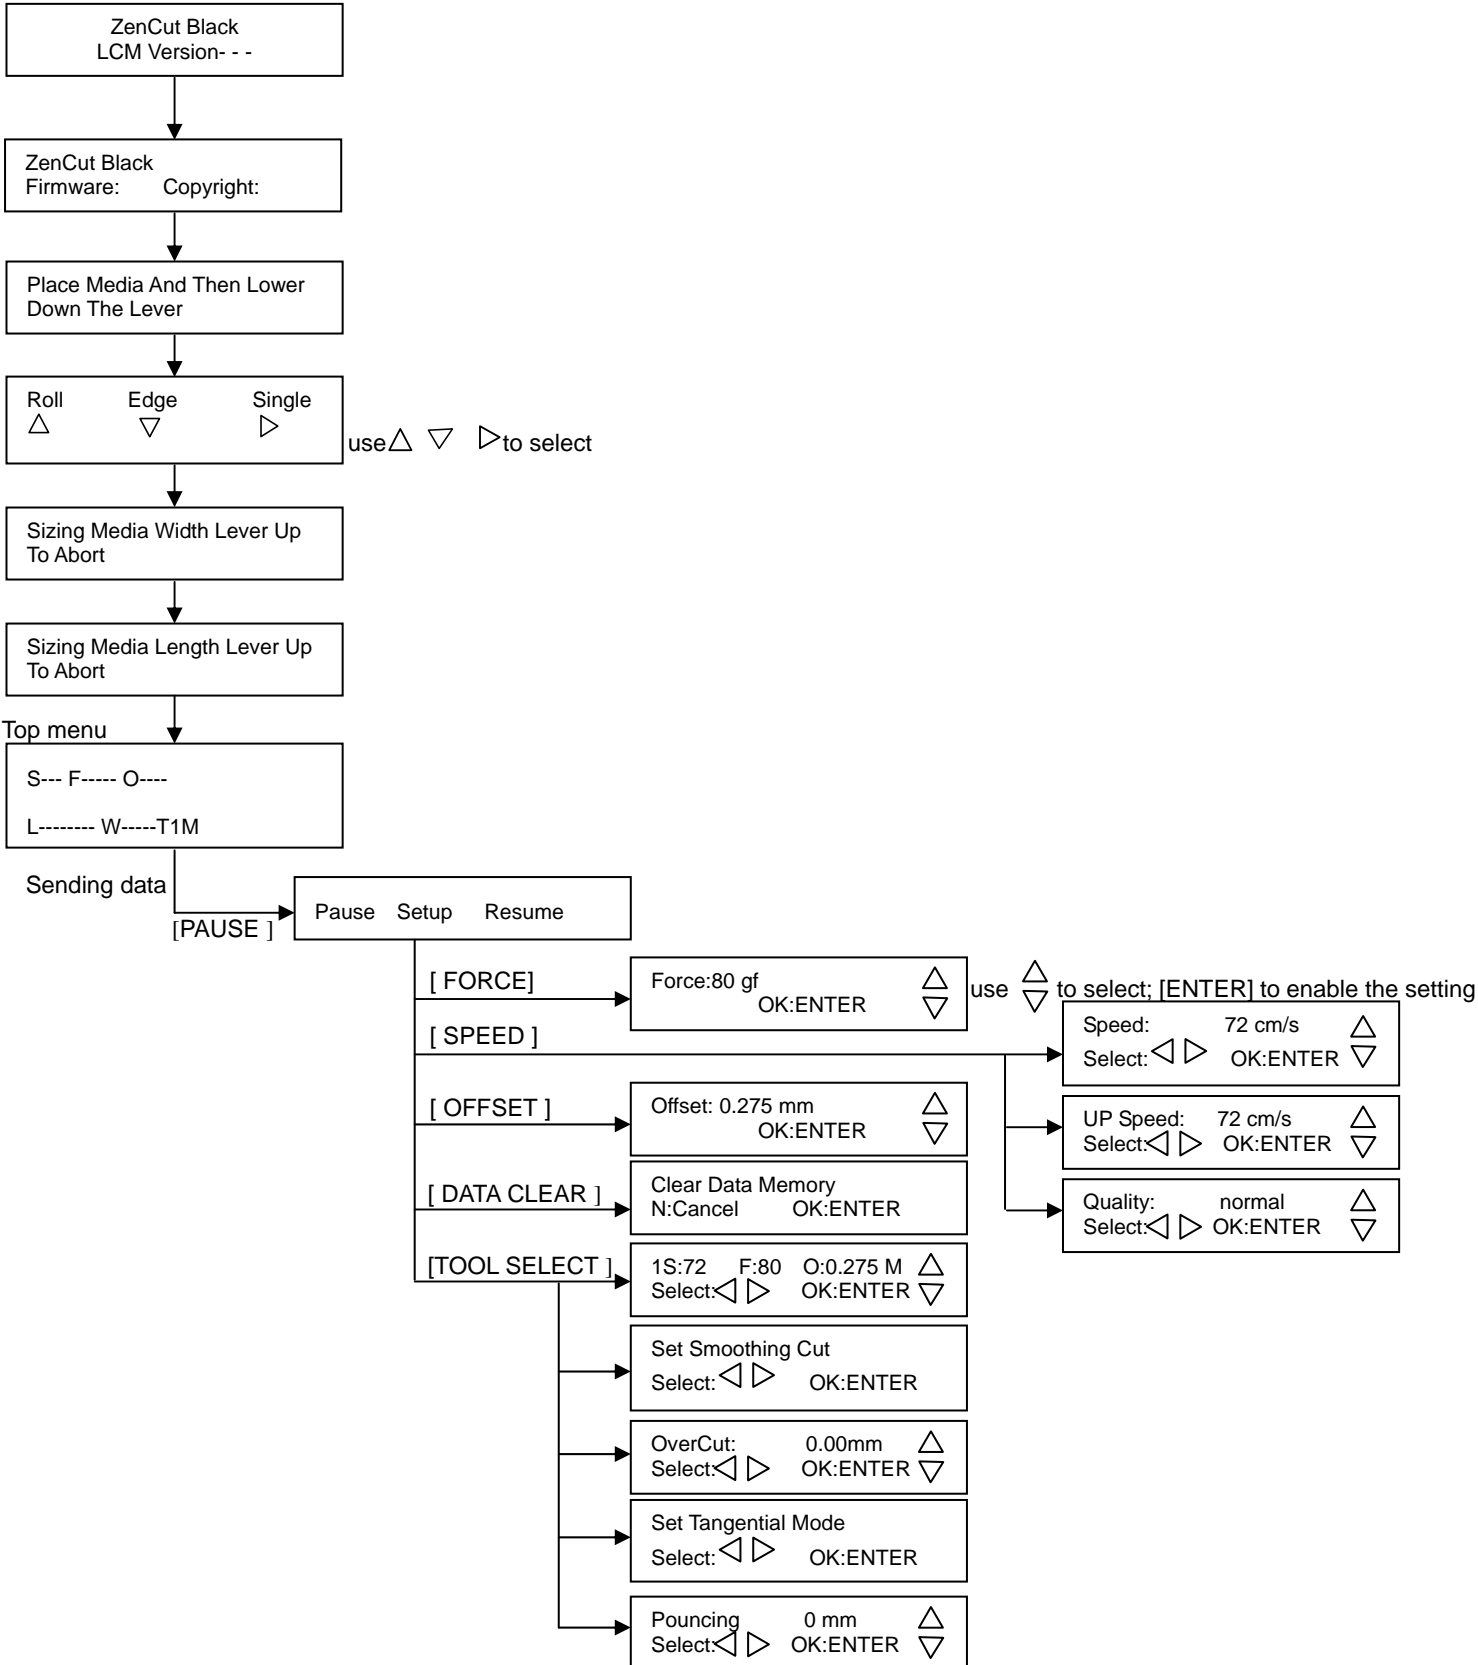 ZenCut Black
LCM Version- - -
ZenCut Black
Firmware: Copyright:
Place Media And Then Lower
Down The Lever
Roll Edge Single
△ ▽ ▷
use△ ▽ ▷to select
Sizing Media Width Lever Up
To Abort
Sizing Media Length Lever Up
To Abort
Top menu
S--- F----- O----
L-------- W-----T1M
Sending data
[PAUSE ]
Pause Setup Resume
[ FORCE]
Force:80 gf △
OK:ENTER ▽
use △▽ to select; [ENTER] to enable the setting
[ SPEED ]
Speed: 72 cm/s △
Select: ◁ ▷ OK:ENTER ▽
UP Speed: 72 cm/s △
Select:◁ ▷ OK:ENTER ▽
Quality: normal △
Select:◁ ▷ OK:ENTER ▽
[ OFFSET ]
Offset: 0.275 mm △
OK:ENTER ▽
[ DATA CLEAR ]
Clear Data Memory
N:Cancel OK:ENTER
[TOOL SELECT ]
1S:72 F:80 O:0.275 M △
Select:◁ ▷ OK:ENTER ▽
Set Smoothing Cut
Select: ◁ ▷ OK:ENTER
OverCut: 0.00mm △
Select:◁ ▷ OK:ENTER ▽
Set Tangential Mode
Select: ◁ ▷ OK:ENTER
Pouncing 0 mm △
Select:◁ ▷ OK:ENTER ▽